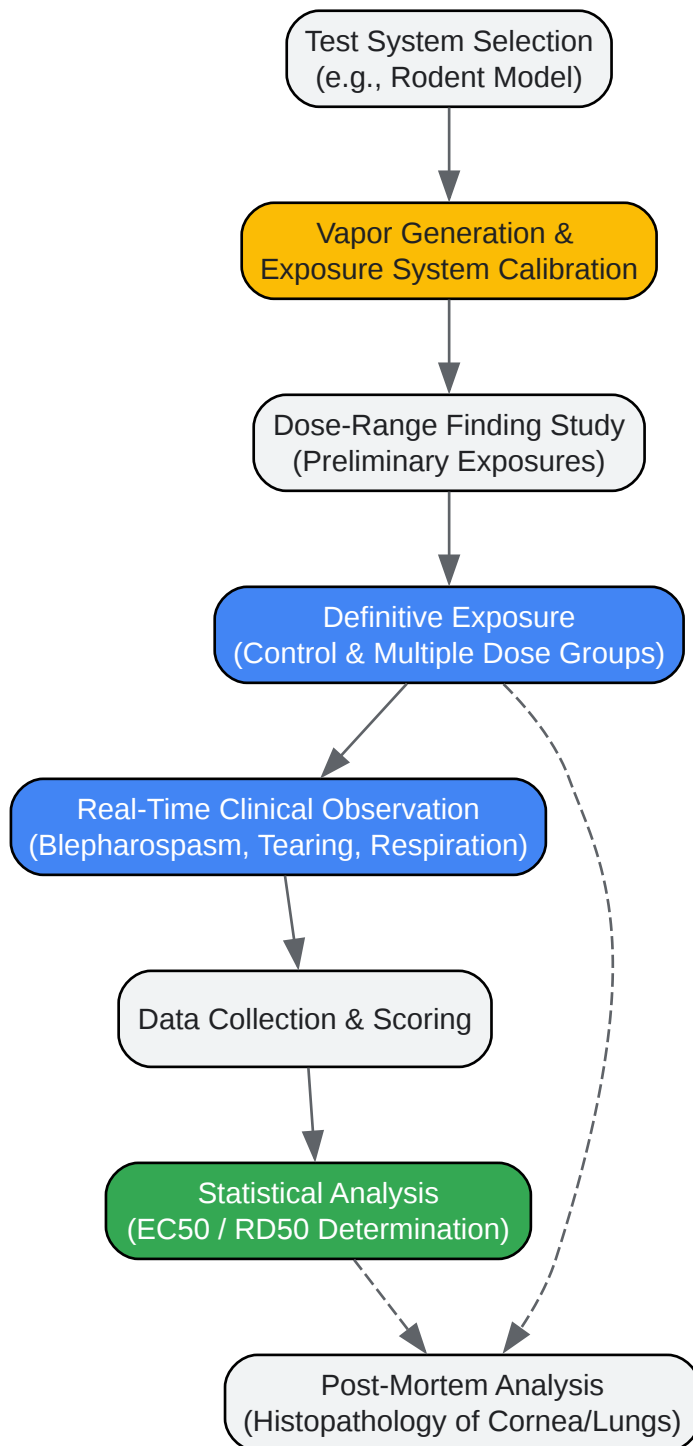 Test System Selection
(e.g., Rodent Model)
Vapor Generation &
Exposure System Calibration
Dose-Range Finding Study
(Preliminary Exposures)
Definitive Exposure
(Control & Multiple Dose Groups)
Real-Time Clinical Observation
(Blepharospasm, Tearing, Respiration)
Data Collection & Scoring
Statistical Analysis
(EC50 / RD50 Determination)
Post-Mortem Analysis
(Histopathology of Cornea/Lungs)